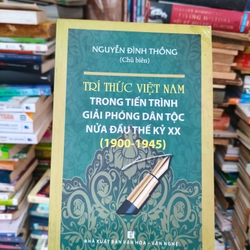 NGUYỄN ĐÌNH THỐNG
(Chủ biên)
TRÍ THỨC VIỆT NAM
TRONG TIẾN TRÌNH
GIẢI PHÓNG DÂN TỘC
NỬA ĐẦU THẾ KỶ XX
(1900-1945)
NHÀ XUẤT BẢN VĂN HÓA - VĂN NGHỆ